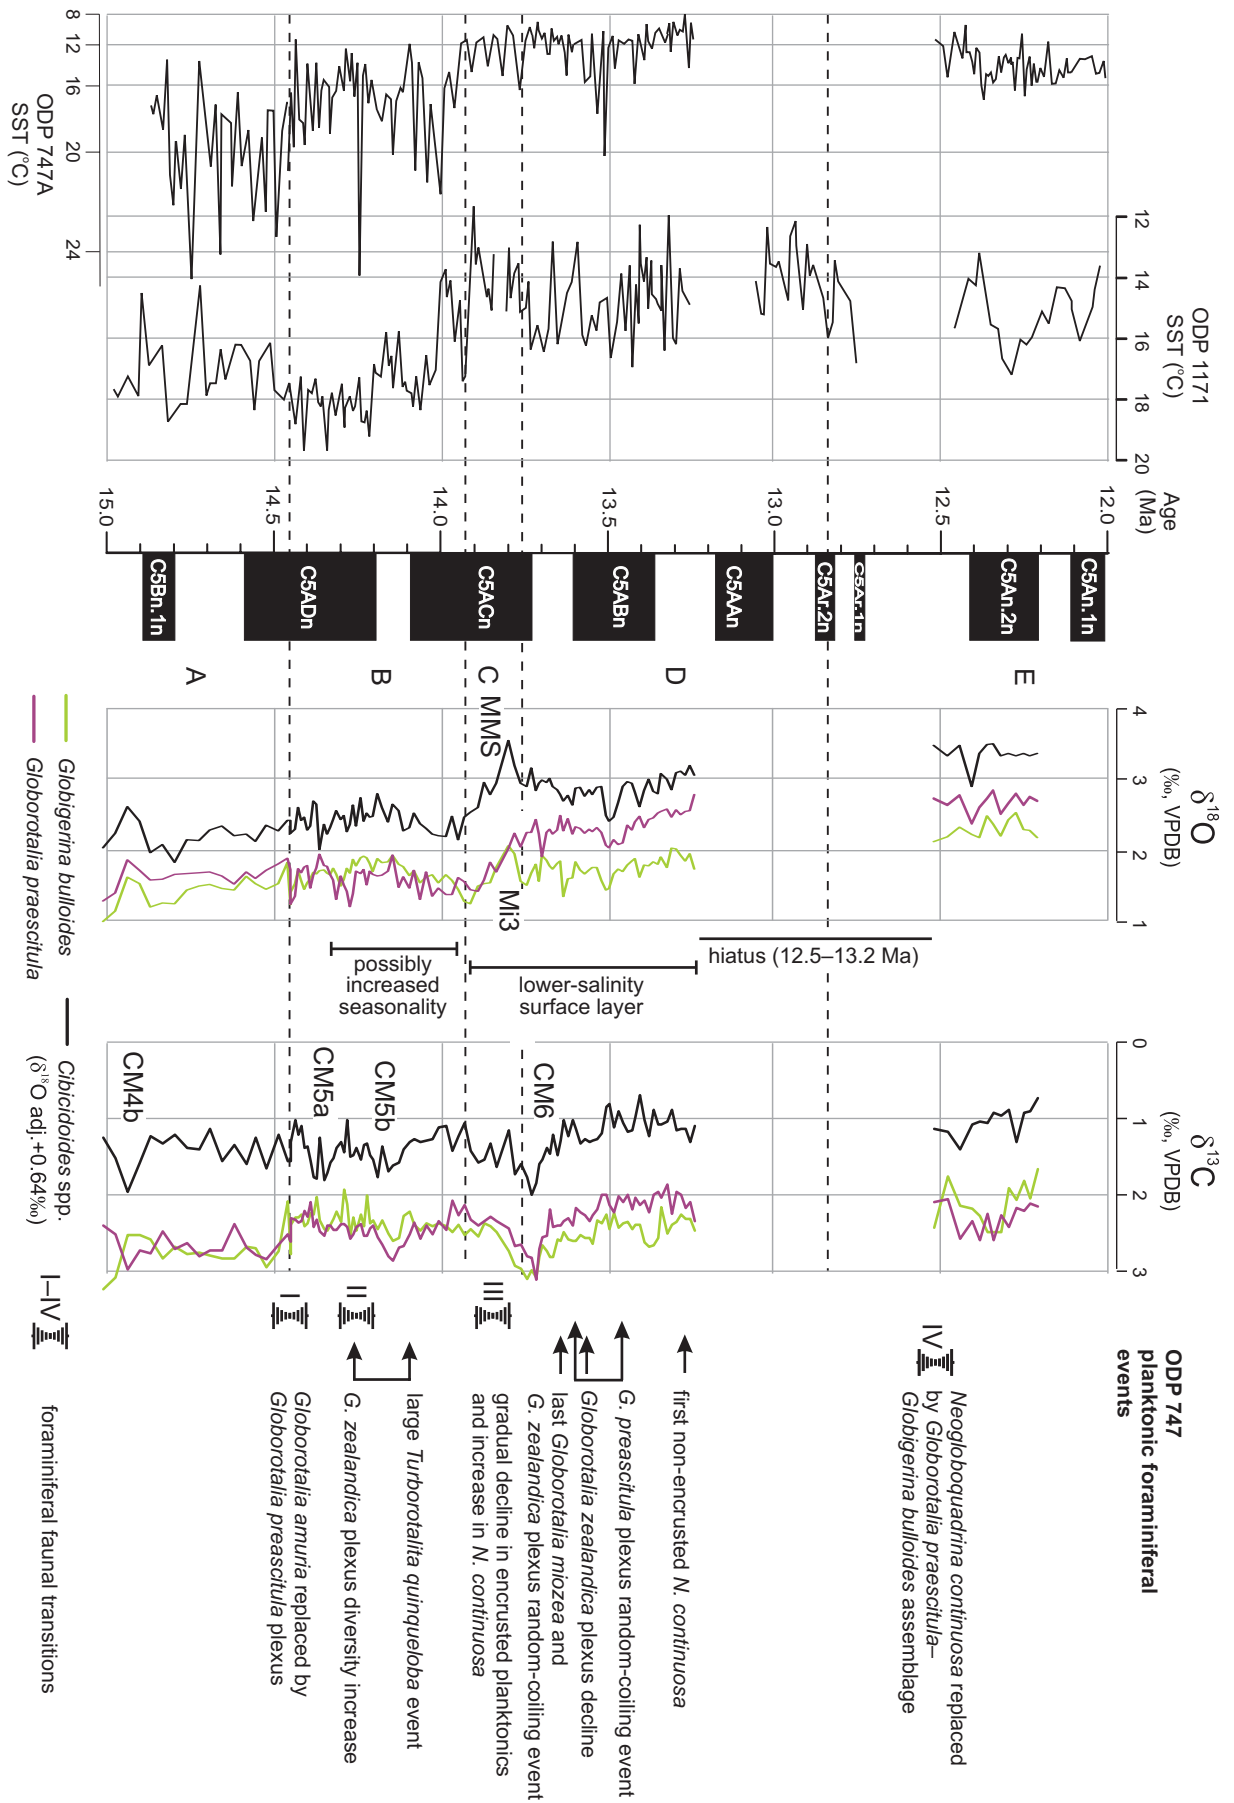 ODP 1171
SST (°C)
12
14
16
18
20
Age
(Ma)
δ18O
(‰, VPDB)
4
3
2
1
δ13C
(‰, VPDB)
0
1
2
3
ODP 747
planktonic foraminiferal
events
8
12
16
20
24
ODP 747A
SST (°C)
12.0
12.5
13.0
13.5
14.0
14.5
15.0
C5An.1n
C5An.2n
C5Ar.1n
C5Ar.2n
C5AAn
C5ABn
C5ACn
C5ADn
C5Bn.1n
E
D
C
B
A
MMS
Mi3
hiatus (12.5–13.2 Ma)
lower-salinity
surface layer
possibly
increased
seasonality
CM6
CM5b
CM5a
CM4b
IV
Neogloboquadrina continuosa replaced
by Globorotalia praescitula–
Globigerina bulloides assemblage
first non-encrusted N. continuosa
G. preascitula plexus random-coiling event
Globorotalia zealandica plexus decline
last Globorotalia miozea and
G. zealandica plexus random-coiling event
III
gradual decline in encrusted planktonics
and increase in N. continuosa
large Turborotalita quinqueloba event
II
G. zealandica plexus diversity increase
I
Globorotalia amuria replaced by
Globorotalia preascitula plexus
Globigerina bulloides
Globorotalia praescitula
Cibicidoides spp.
(δ18O adj.+0.64‰)
I–IV
foraminiferal faunal transitions